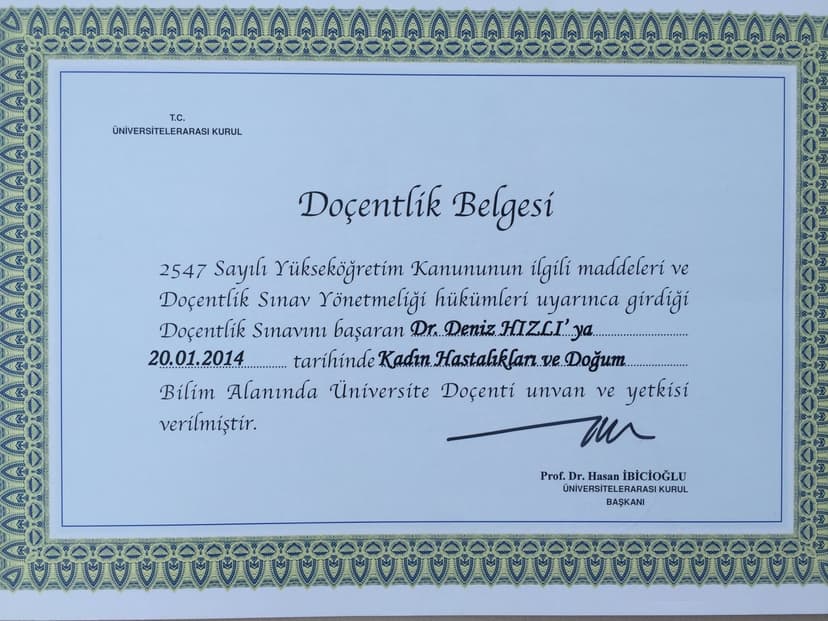 T.C.
ÜNİVERSİTELERARASI KURUL
Doçentlik Belgesi
2547 Sayılı Yükseköğretim Kanununun ilgili maddeleri ve
Doçentlik Sınav Yönetmeliği hükümleri uyarınca girdiği
Doçentlik Sınavını başaran Dr. Deniz HIZLI' ya
20.01.2014 tarihinde Kadın Hastalıkları ve Doğum
Bilim Alanında Üniversite Doçenti unvan ve yetkisi
verilmiştir.
Prof. Dr. Hasan İBİCİOĞLU
ÜNİVERSİTELERARASI KURUL
BAŞKANI